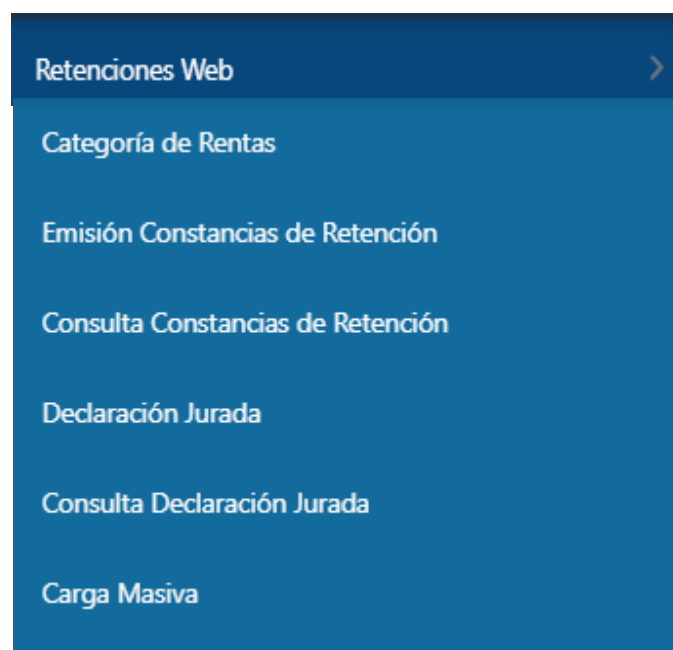 Retenciones Web
Categoría de Rentas
Emisión Constancias de Retención
Consulta Constancias de Retención
Declaración Jurada
Consulta Declaración Jurada
Carga Masiva